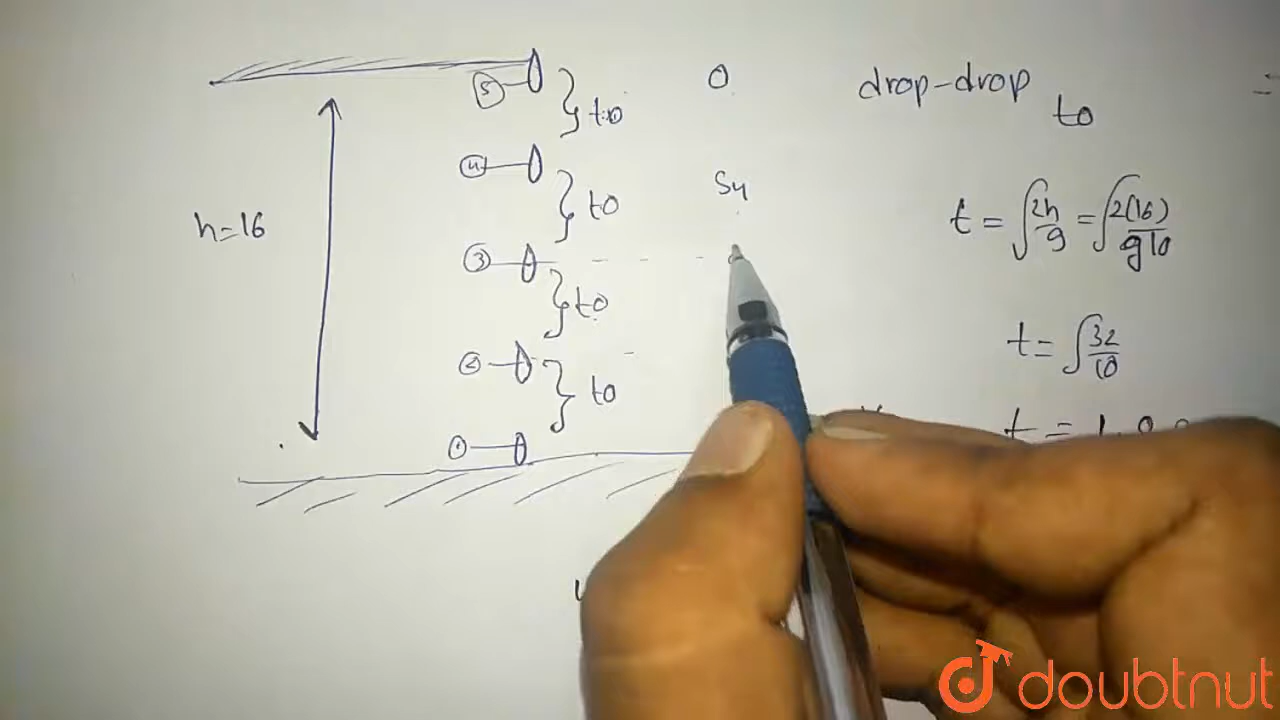 5
t0
0
drop-drop
t0
=
4
t0
S4
h=16
3
t0
t = √2h/g = √2(16)/g10
2
t0
t = √32/10
1
doubtnut